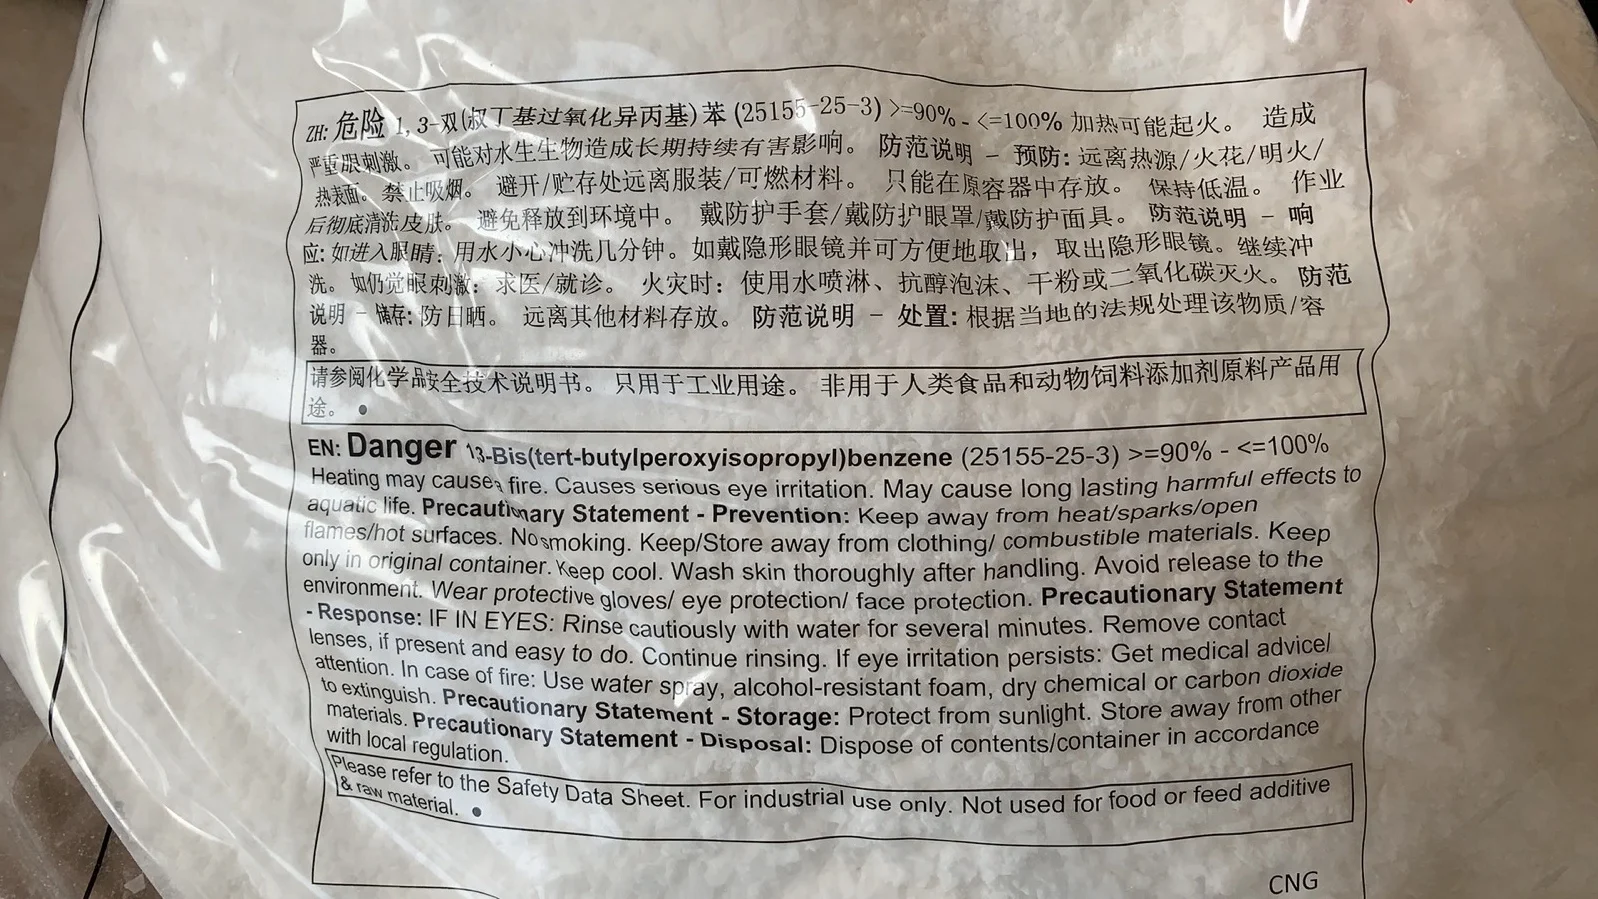 ZH: 危险 1, 3-双(叔丁基过氧化异丙基)苯 (25155-25-3) >=90% - <=100% 加热可能起火。 造成
严重眼刺激。 可能对水生生物造成长期持续有害影响。 防范说明 - 预防: 远离热源/火花/明火/
热表面。 禁止吸烟。 避开/贮存处远离服装/可燃材料。 只能在原容器中存放。 保持低温。 作业
后彻底清洗皮肤。 避免释放到环境中。 戴防护手套/戴防护眼罩/戴防护面具。 防范说明 - 响
应: 如进入眼睛: 用水小心冲洗几分钟。如戴隐形眼镜并可方便地取出，取出隐形眼镜。继续冲
洗。 如仍觉眼刺激: 求医/就诊。 火灾时: 使用水喷淋、抗醇泡沫、干粉或二氧化碳灭火。 防范
说明 - 储存: 防日晒。 远离其他材料存放。 防范说明 - 处置: 根据当地的法规处理该物质/容
器。
请参阅化学品安全技术说明书。 只用于工业用途。 非用于人类食品和动物饲料添加剂原料产品用
途。 •
EN: Danger 13-Bis(tert-butylperoxyisopropyl)benzene (25155-25-3) >=90% - <=100%
Heating may cause a fire. Causes serious eye irritation. May cause long lasting harmful effects to
aquatic life. Precautionary Statement - Prevention: Keep away from heat/sparks/open
flames/hot surfaces. No smoking. Keep/Store away from clothing/ combustible materials. Keep
only in original container. Keep cool. Wash skin thoroughly after handling. Avoid release to the
environment. Wear protective gloves/ eye protection/ face protection. Precautionary Statement
- Response: IF IN EYES: Rinse cautiously with water for several minutes. Remove contact
lenses, if present and easy to do. Continue rinsing. If eye irritation persists: Get medical advice/
attention. In case of fire: Use water spray, alcohol-resistant foam, dry chemical or carbon dioxide
to extinguish. Precautionary Statement - Storage: Protect from sunlight. Store away from other
materials. Precautionary Statement - Disposal: Dispose of contents/container in accordance
with local regulation.
Please refer to the Safety Data Sheet. For industrial use only. Not used for food or feed additive
& raw material. •
CNG